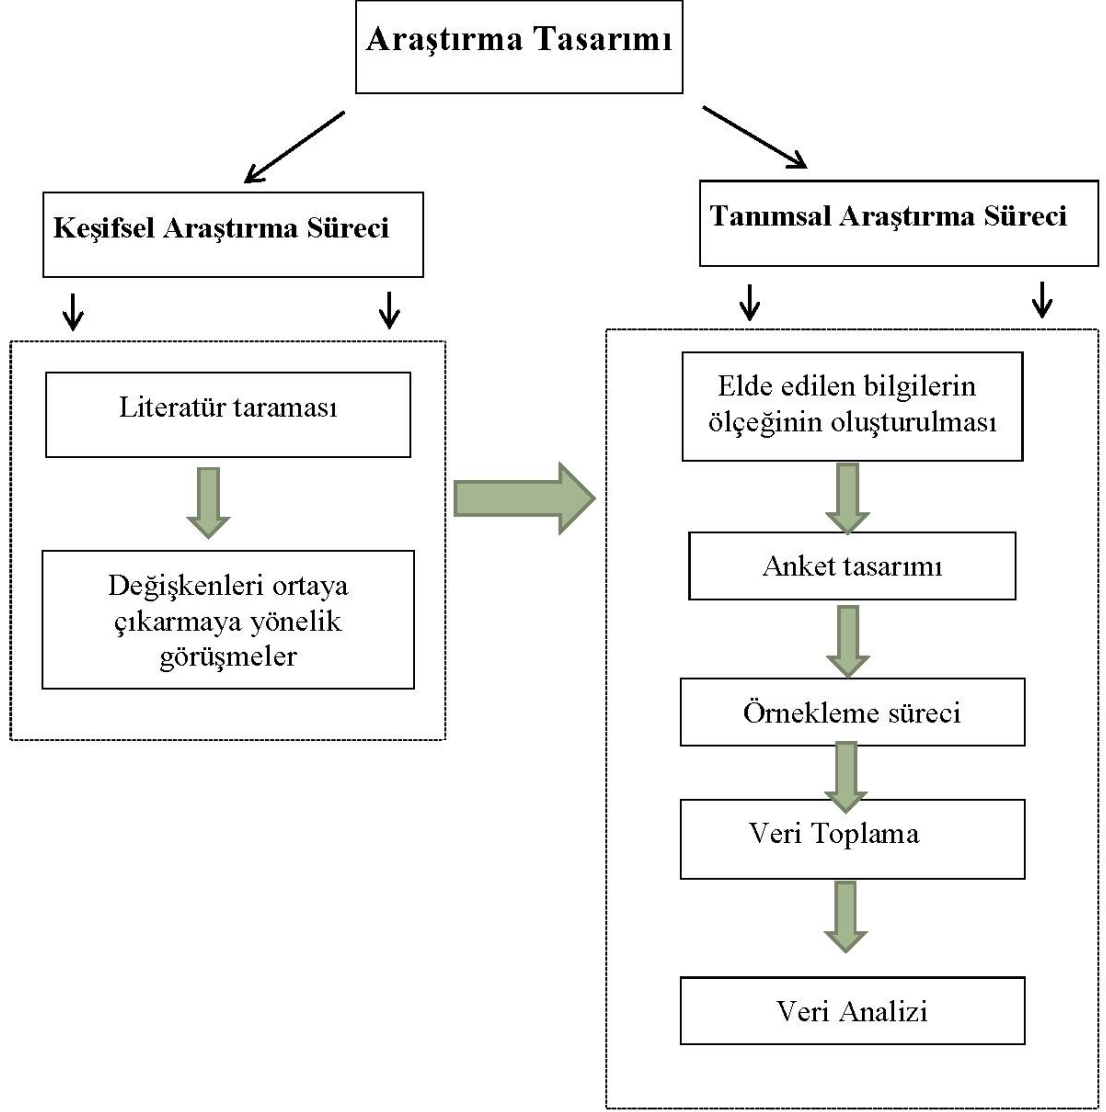 Araştırma Tasarımı
Keşifsel Araştırma Süreci
Literatür taraması
Değişkenleri ortaya
çıkarmaya yönelik
görüşmeler
Tanımsal Araştırma Süreci
Elde edilen bilgilerin
ölçeğinin oluşturulması
Anket tasarımı
Örnekleme süreci
Veri Toplama
Veri Analizi